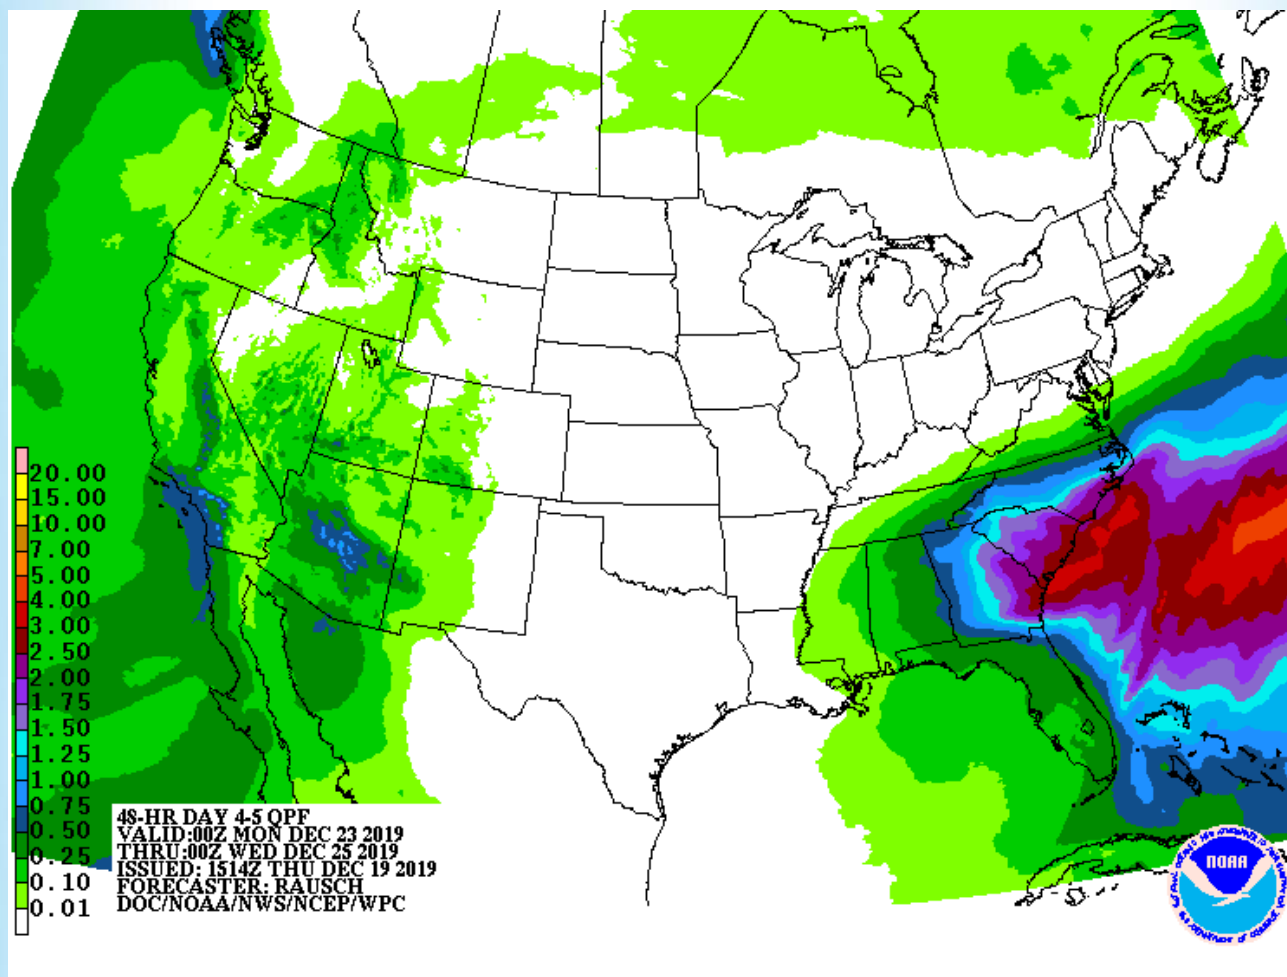 20.00
15.00
10.00
7.00
5.00
4.00
3.00
2.50
2.00
1.75
1.50
1.25
1.00
0.75
0.50
0.25
0.10
0.01
48-HR DAY 4-5 QPF
VALID:00Z MON DEC 23 2019
THRU:00Z WED DEC 25 2019
ISSUED: 1514Z THU DEC 19 2019
FORECASTER: RAUSCH
DOC/NOAA/NWS/NCEP/WPC
NOAA